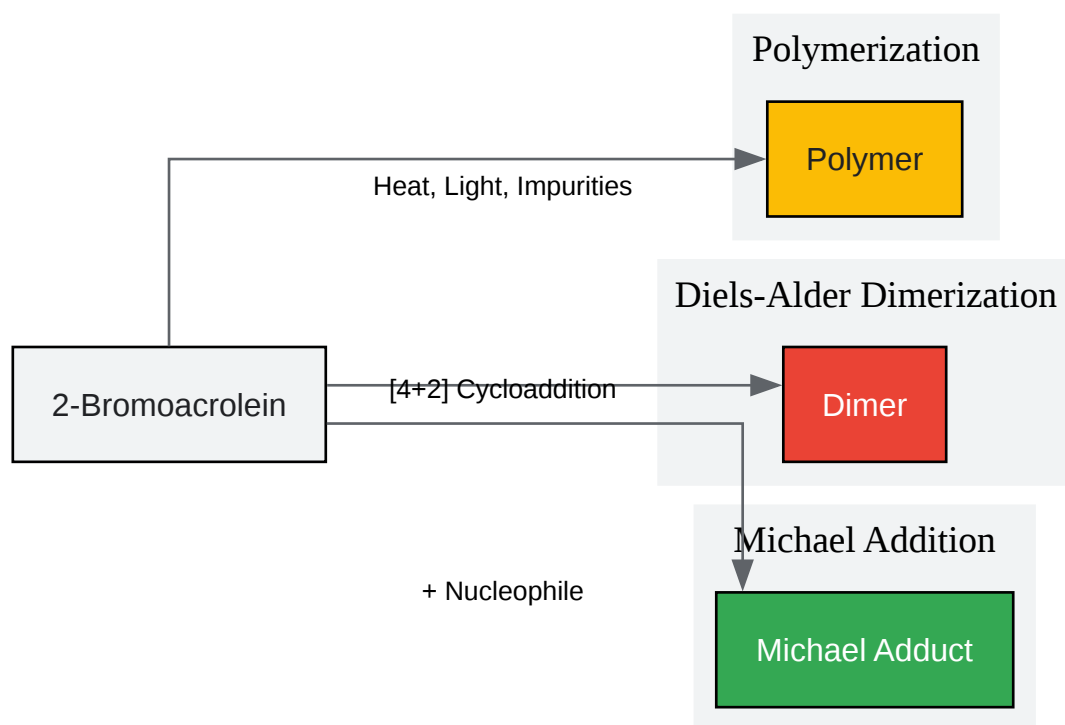 Polymerization
Polymer
Heat, Light, Impurities
Diels-Alder Dimerization
2-Bromoacrolein
[4+2] Cycloaddition
Dimer
Michael Addition
+ Nucleophile
Michael Adduct